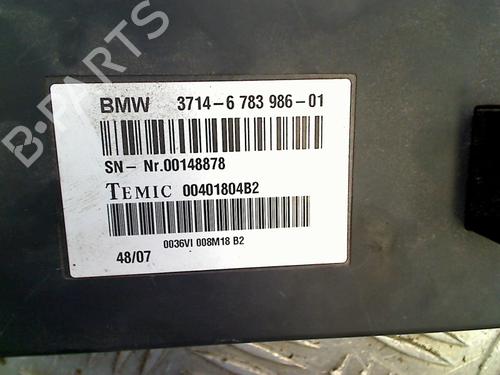 BMW 3714-6 783 986-01
SN- Nr.00148878
TEMIC 00401804B2
0036VI 008M18 B2
48/07
B-PARTS